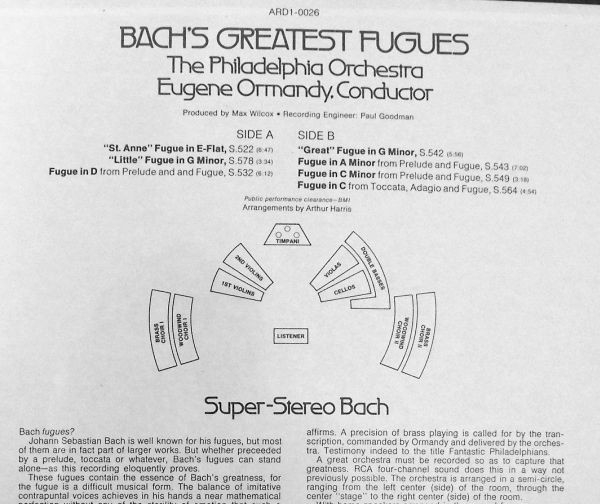 ARD1-0026
BACH'S GREATEST FUGUES
The Philadelphia Orchestra
Eugene Ormandy, Conductor
Produced by Max Wilcox • Recording Engineer: Paul Goodman
SIDE A
"St. Anne" Fugue in E-Flat, S.522 (6:47)
"Little" Fugue in G Minor, S.578 (3:34)
Fugue in D from Prelude and and Fugue, S.532 (6:12)
SIDE B
"Great" Fugue in G Minor, S.542 (5:56)
Fugue in A Minor from Prelude and Fugue, S.543 (7:02)
Fugue in C Minor from Prelude and Fugue, S.549 (3:18)
Fugue in C from Toccata, Adagio and Fugue, S.564 (4:54)
Public performance clearance—BMI
Arrangements by Arthur Harris
TIMPANI
2ND VIOLINS
1ST VIOLINS
VIOLAS
CELLOS
DOUBLE BASSES
BRASS CHOIR I
WOODWIND CHOIR I
LISTENER
WOODWIND CHOIR II
BRASS CHOIR II
Super-Stereo Bach
Bach fugues?
Johann Sebastian Bach is well known for his fugues, but most
of them are in fact part of larger works. But whether preceded
by a prelude, toccata or whatever, Bach's fugues can stand
alone—as this recording eloquently proves.
These fugues contain the essence of Bach's greatness, for
the fugue is a difficult musical form. The balance of imitative
contrapuntal voices achieves in his hands a near mathematical
affirms. A precision of brass playing is called for by the tran-
scription, commanded by Ormandy and delivered by the orches-
tra. Testimony indeed to the title Fantastic Philadelphians.
A great orchestra must be recorded so as to capture that
greatness. RCA four-channel sound does this in a way not
previously possible. The orchestra is arranged in a semi-circle,
ranging from the left center (side) of the room, through the
center "stage" to the right center (side) of the room.